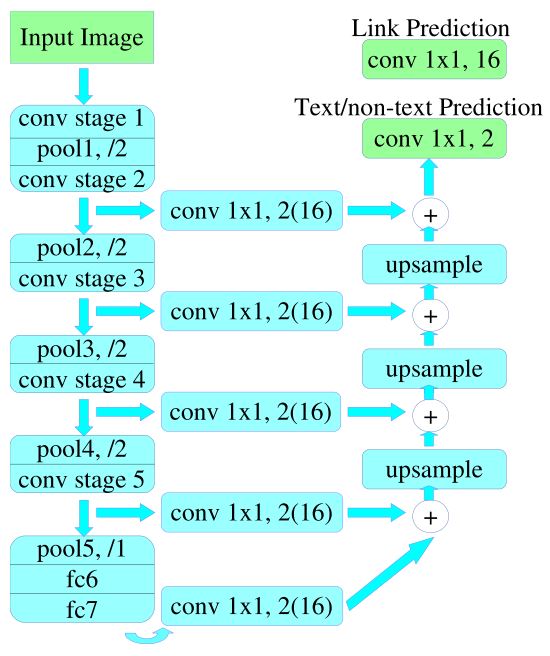 Input Image
conv stage 1
pool1, /2
conv stage 2
pool2, /2
conv stage 3
pool3, /2
conv stage 4
pool4, /2
conv stage 5
pool5, /1
fc6
fc7
conv 1x1, 2(16)
conv 1x1, 2(16)
conv 1x1, 2(16)
conv 1x1, 2(16)
conv 1x1, 2(16)
Link Prediction
conv 1x1, 16
Text/non-text Prediction
conv 1x1, 2
+
upsample
+
upsample
+
upsample
+